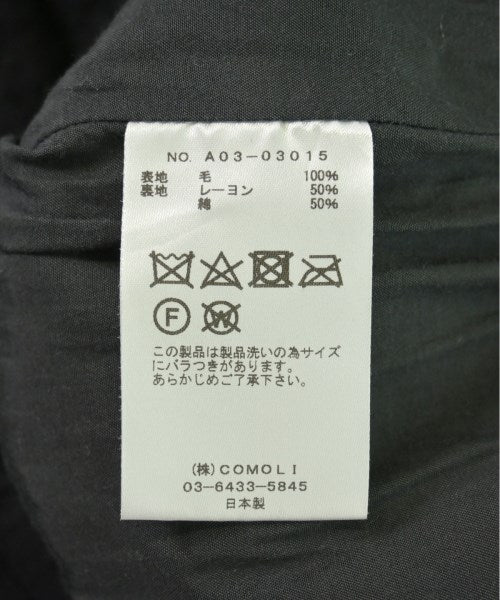 NO. A03-03015
表地 毛 100%
裏地 レーヨン 50%
綿 50%
F W
この製品は製品洗いの為サイズ
にバラつきがあります。
あらかじめご了承下さい。
(株)COMOLI
03-6433-5845
日本製